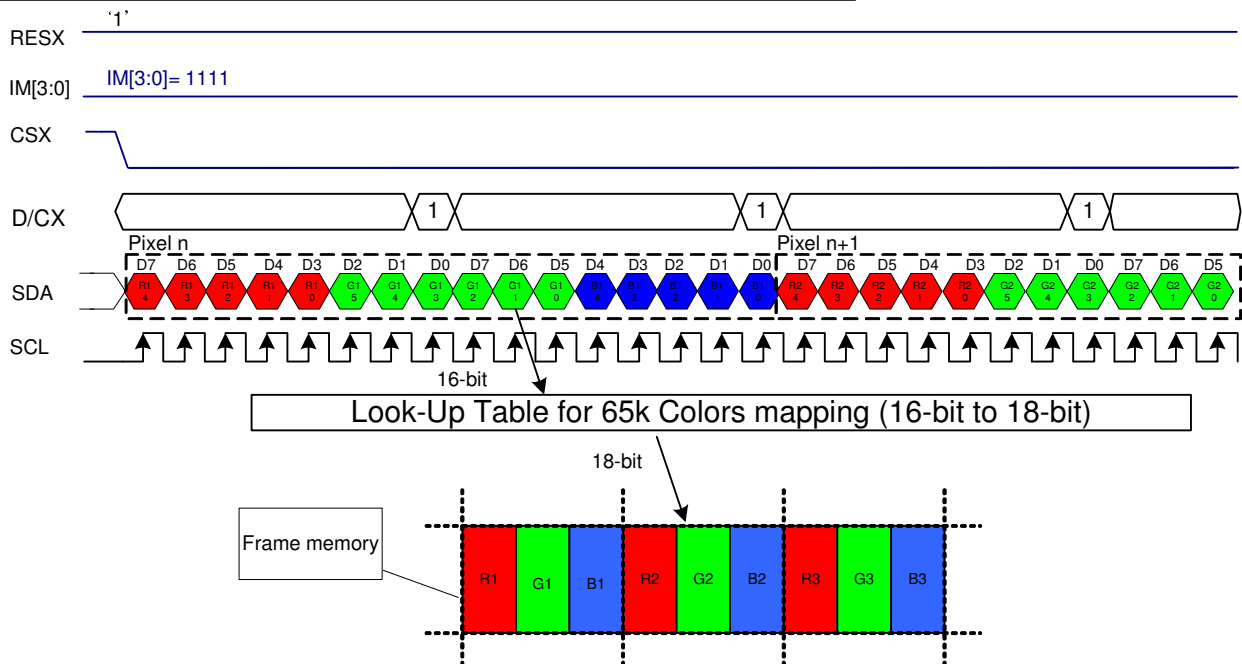 '1'
RESX
IM[3:0]= 1111
IM[3:0]
CSX
D/CX 1 1 1
Pixel n Pixel n+1
D7 D6 D5 D4 D3 D2 D1 D0 D7 D6 D5 D4 D3 D2 D1 D0 D7 D6 D5 D4 D3 D2 D1 D0 D7 D6 D5
SDA R1 4 R1 3 R1 2 R1 1 R1 0 G1 5 G1 4 G1 3 G1 2 G1 1 G1 0 B1 4 B1 3 B1 2 B1 1 B1 0 R2 4 R2 3 R2 2 R2 1 R2 0 G2 5 G2 4 G2 3 G2 2 G2 1 G2 0
SCL
16-bit
Look-Up Table for 65k Colors mapping (16-bit to 18-bit)
18-bit
Frame memory
R1 G1 B1 R2 G2 B2 R3 G3 B3